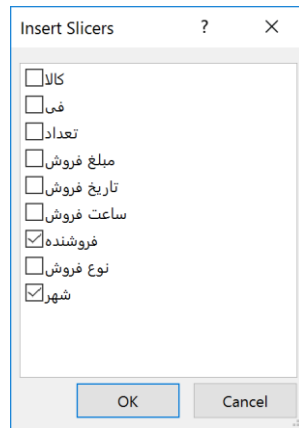 Insert Slicers ? ×
کالا
فی
تعداد
مبلغ فروش
تاریخ فروش
ساعت فروش
فروشنده
نوع فروش
شهر
OK Cancel